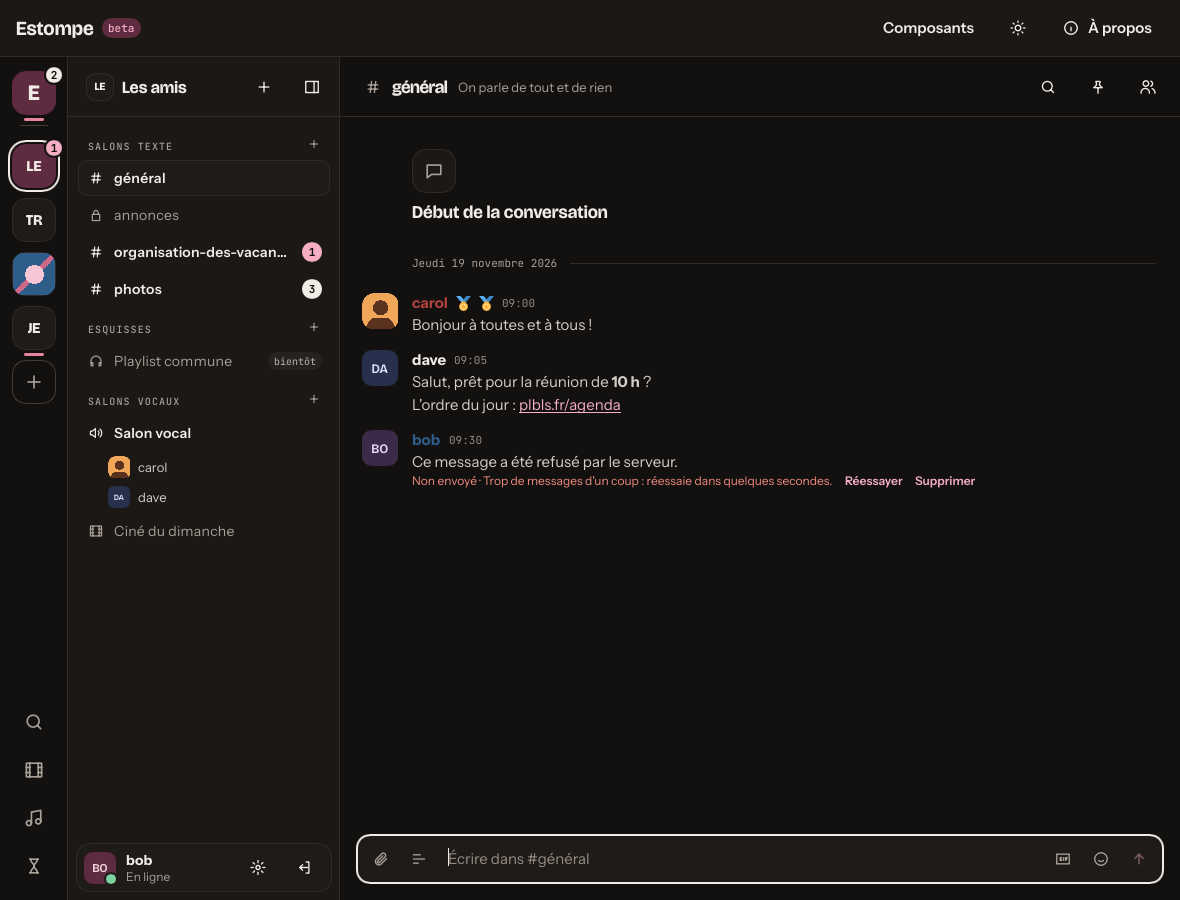 Estompe beta
Composants
À propos
E 2
LE 1
TR
JE
LE Les amis
SALONS TEXTE
# général
annonces
# organisation-des-vacan... 1
# photos 3
ESQUISSES
Playlist commune bientôt
SALONS VOCAUX
Salon vocal
carol
DA dave
Ciné du dimanche
BO bob
En ligne
# général On parle de tout et de rien
Début de la conversation
Jeudi 19 novembre 2026
carol 09:00
Bonjour à toutes et à tous !
DA dave 09:05
Salut, prêt pour la réunion de 10 h ?
L'ordre du jour : plbls.fr/agenda
BO bob 09:30
Ce message a été refusé par le serveur.
Non envoyé · Trop de messages d'un coup : réessaie dans quelques secondes. Réessayer Supprimer
Écrire dans #général
GIF